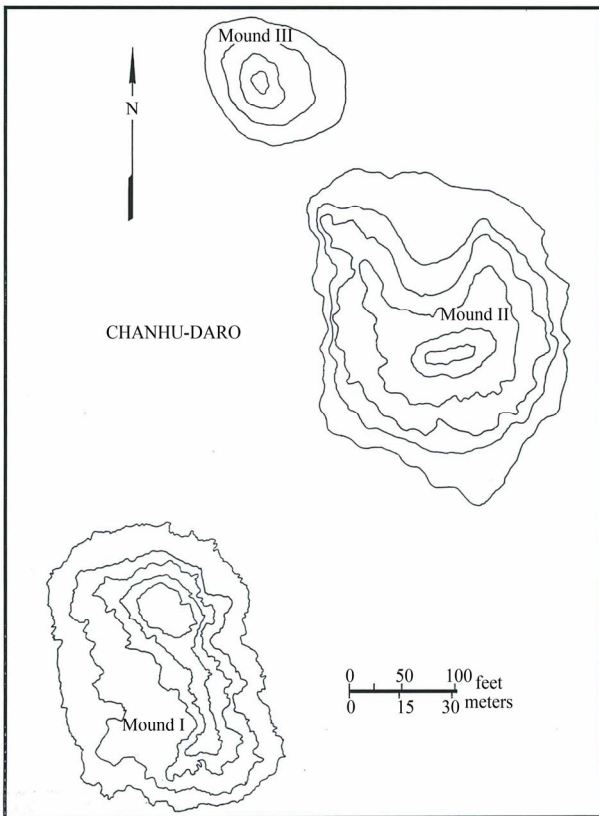 Mound III
N
Mound II
CHANHU-DARO
0 50 100 feet
0 15 30 meters
Mound I